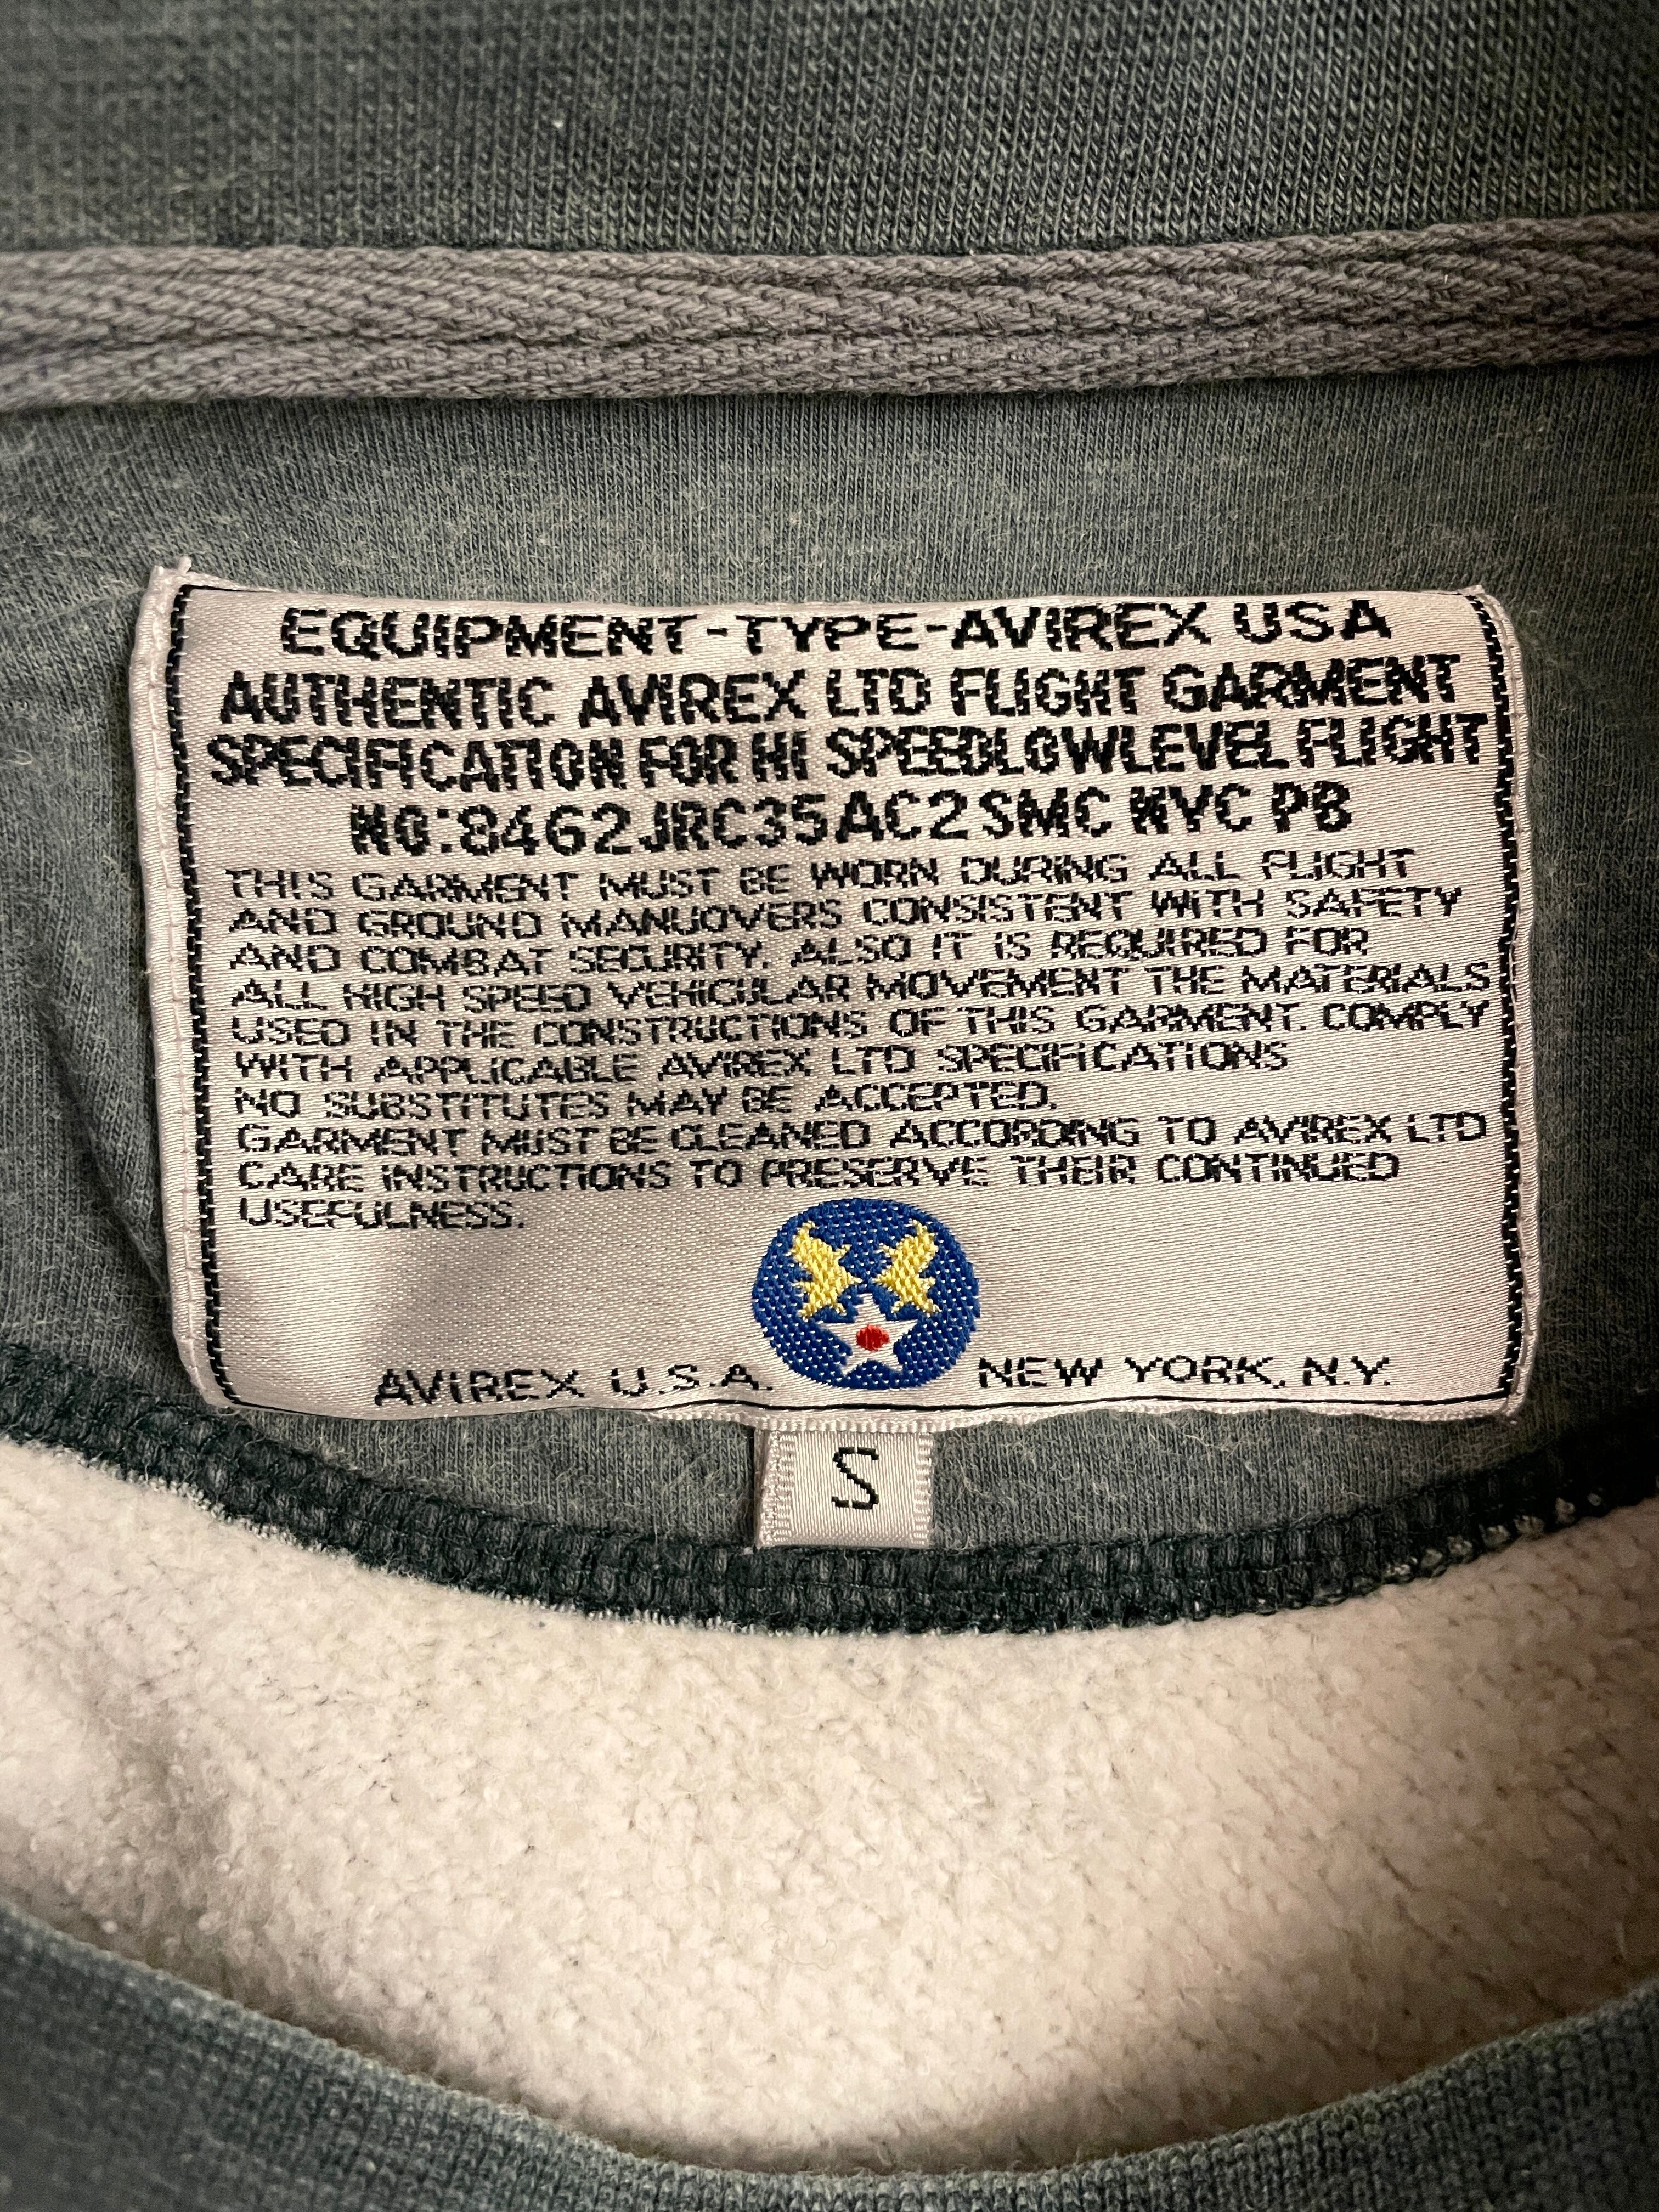 EQUIPMENT-TYPE-AVIREX USA
AUTHENTIC AVIREX LTD FLIGHT GARMENT
SPECIFICATION FOR HI SPEEDLOWLEVEL FLIGHT
NO:8462JRC35AC2SMC NYC PB
THIS GARMENT MUST BE WORN DURING ALL FLIGHT
AND GROUND MANUOVERS CONSISTENT WITH SAFETY
AND COMBAT SECURITY. ALSO IT IS REQUIRED FOR
ALL HIGH SPEED VEHICULAR MOVEMENT THE MATERIALS
USED IN THE CONSTRUCTIONS OF THIS GARMENT. COMPLY
WITH APPLICABLE AVIREX LTD SPECIFICATIONS
NO SUBSTITUTES MAY BE ACCEPTED.
GARMENT MUST BE CLEANED ACCORDING TO AVIREX LTD
CARE INSTRUCTIONS TO PRESERVE THEIR CONTINUED
USEFULNESS.
AVIREX U.S.A. NEW YORK, N.Y.
S